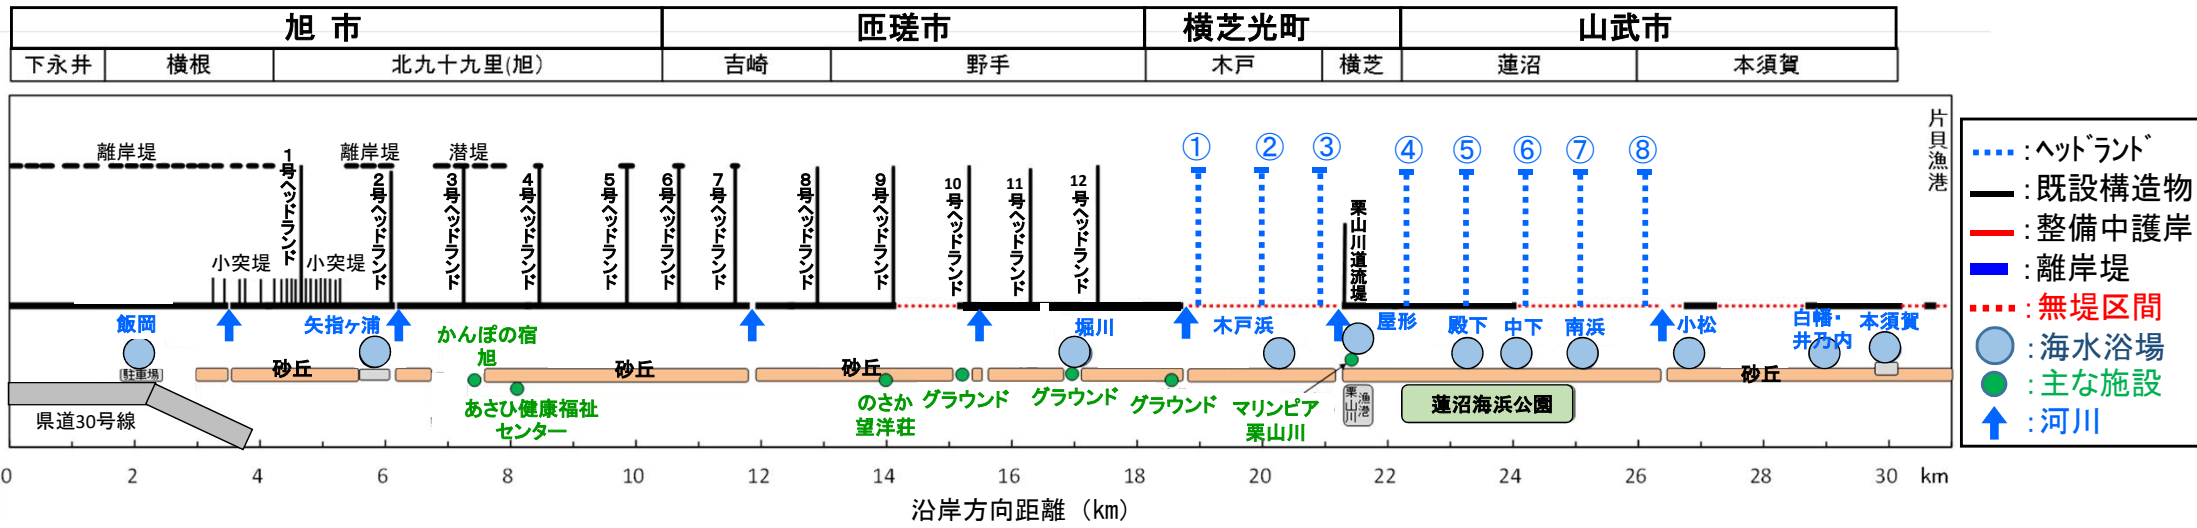 旭 市
匝瑳市
横芝光町
山武市
下永井
横根
北九十九里(旭)
吉崎
野手
木戸
横芝
蓮沼
本須賀
離岸堤
離岸堤
潜堤
1号ヘッドランド
2号ヘッドランド
3号ヘッドランド
4号ヘッドランド
5号ヘッドランド
6号ヘッドランド
7号ヘッドランド
8号ヘッドランド
9号ヘッドランド
10号ヘッドランド
11号ヘッドランド
12号ヘッドランド
①
②
③
④
⑤
⑥
⑦
⑧
片貝漁港
小突堤
小突堤
栗山川導流堤
飯岡
矢指ヶ浦
堀川
木戸浜
屋形
殿下
中下
南浜
小松
白幡・
井乃内
本須賀
かんぽの宿
旭
駐車場
砂丘
砂丘
砂丘
砂丘
県道30号線
あさひ健康福祉
センター
のさか
望洋荘
グラウンド
グラウンド
グラウンド
マリンピア
栗山川
栗山川
漁港
蓮沼海浜公園
0
2
4
6
8
10
12
14
16
18
20
22
24
26
28
30
km
沿岸方向距離（km）
：ヘッドランド
：既設構造物
：整備中護岸
：離岸堤
：無堤区間
：海水浴場
：主な施設
：河川